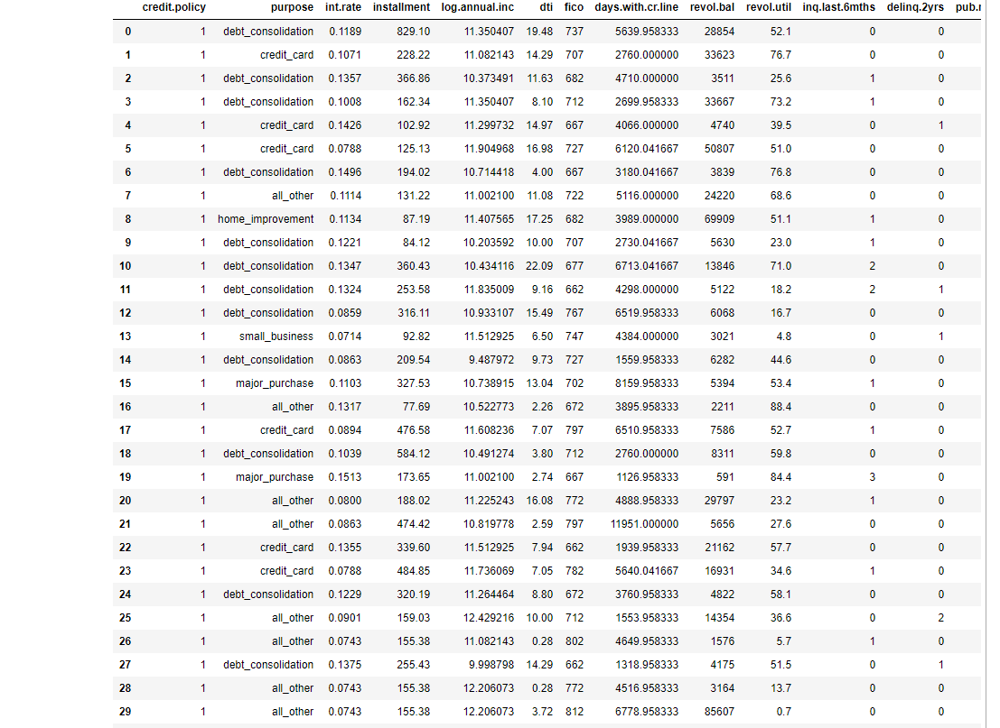 credit.policy purpose int.rate installment log.annual.inc dti fico days.with.cr.line revol.bal revol.util inq.last.6mths delinq.2yrs pub.r
0 1 debt_consolidation 0.1189 829.10 11.350407 19.48 737 5639.958333 28854 52.1 0 0
1 1 credit_card 0.1071 228.22 11.082143 14.29 707 2760.000000 33623 76.7 0 0
2 1 debt_consolidation 0.1357 366.86 10.373491 11.63 682 4710.000000 3511 25.6 1 0
3 1 debt_consolidation 0.1008 162.34 11.350407 8.10 712 2699.958333 33667 73.2 1 0
4 1 credit_card 0.1426 102.92 11.299732 14.97 667 4066.000000 4740 39.5 0 1
5 1 credit_card 0.0788 125.13 11.904968 16.98 727 6120.041667 50807 51.0 0 0
6 1 debt_consolidation 0.1496 194.02 10.714418 4.00 667 3180.041667 3839 76.8 0 0
7 1 all_other 0.1114 131.22 11.002100 11.08 722 5116.000000 24220 68.6 0 0
8 1 home_improvement 0.1134 87.19 11.407565 17.25 682 3989.000000 69909 51.1 1 0
9 1 debt_consolidation 0.1221 84.12 10.203592 10.00 707 2730.041667 5630 23.0 1 0
10 1 debt_consolidation 0.1347 360.43 10.434116 22.09 677 6713.041667 13846 71.0 2 0
11 1 debt_consolidation 0.1324 253.58 11.835009 9.16 662 4298.000000 5122 18.2 2 1
12 1 debt_consolidation 0.0859 316.11 10.933107 15.49 767 6519.958333 6068 16.7 0 0
13 1 small_business 0.0714 92.82 11.512925 6.50 747 4384.000000 3021 4.8 0 1
14 1 debt_consolidation 0.0863 209.54 9.487972 9.73 727 1559.958333 6282 44.6 0 0
15 1 major_purchase 0.1103 327.53 10.738915 13.04 702 8159.958333 5394 53.4 1 0
16 1 all_other 0.1317 77.69 10.522773 2.26 672 3895.958333 2211 88.4 0 0
17 1 credit_card 0.0894 476.58 11.608236 7.07 797 6510.958333 7586 52.7 1 0
18 1 debt_consolidation 0.1039 584.12 10.491274 3.80 712 2760.000000 8311 59.8 0 0
19 1 major_purchase 0.1513 173.65 11.002100 2.74 667 1126.958333 591 84.4 3 0
20 1 all_other 0.0800 188.02 11.225243 16.08 772 4888.958333 29797 23.2 1 0
21 1 all_other 0.0863 474.42 10.819778 2.59 797 11951.000000 5656 27.6 0 0
22 1 credit_card 0.1355 339.60 11.512925 7.94 662 1939.958333 21162 57.7 0 0
23 1 credit_card 0.0788 484.85 11.736069 7.05 782 5640.041667 16931 34.6 1 0
24 1 debt_consolidation 0.1229 320.19 11.264464 8.80 672 3760.958333 4822 58.1 0 0
25 1 all_other 0.0901 159.03 12.429216 10.00 712 1553.958333 14354 36.6 0 2
26 1 all_other 0.0743 155.38 11.082143 0.28 802 4649.958333 1576 5.7 1 0
27 1 debt_consolidation 0.1375 255.43 9.998798 14.29 662 1318.958333 4175 51.5 0 1
28 1 all_other 0.0743 155.38 12.206073 0.28 772 4516.958333 3164 13.7 0 0
29 1 all_other 0.0743 155.38 12.206073 3.72 812 6778.958333 85607 0.7 0 0